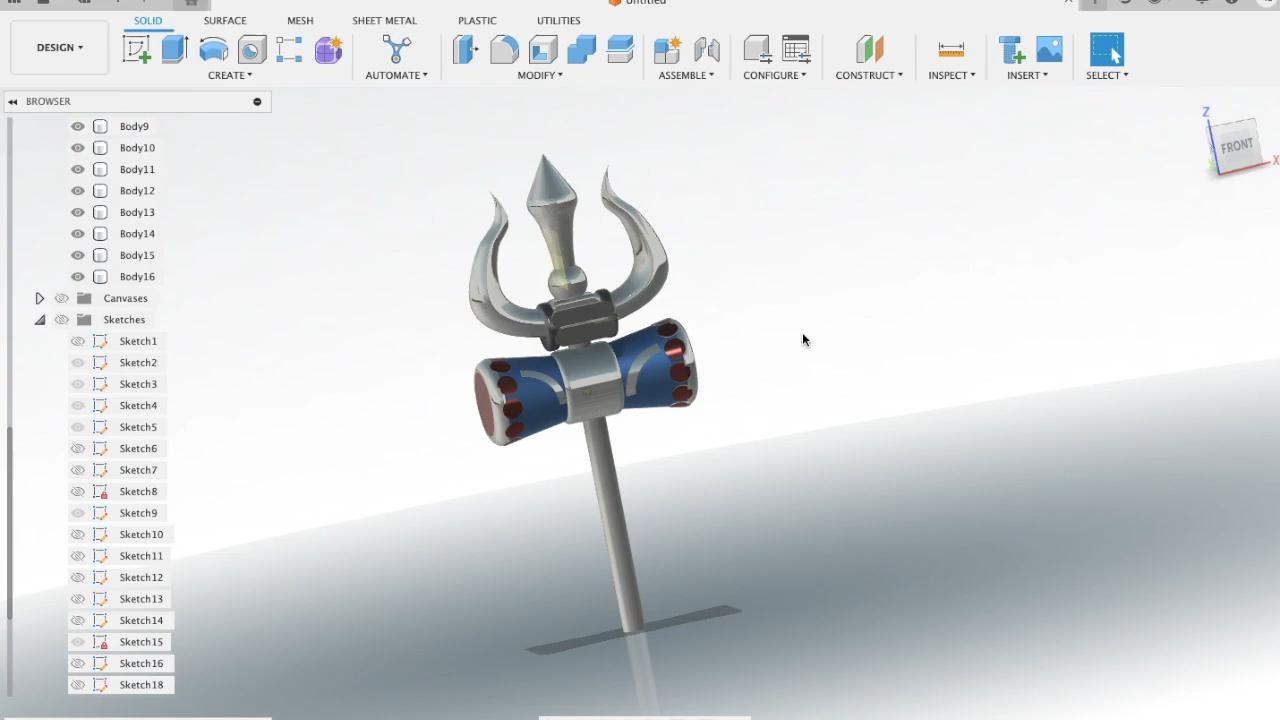 Untitled
SOLID SURFACE MESH SHEET METAL PLASTIC UTILITIES
DESIGN
CREATE AUTOMATE MODIFY ASSEMBLE CONFIGURE CONSTRUCT INSPECT INSERT SELECT
BROWSER
Body9
Body10
Body11
Body12
Body13
Body14
Body15
Body16
Canvases
Sketches
Sketch1
Sketch2
Sketch3
Sketch4
Sketch5
Sketch6
Sketch7
Sketch8
Sketch9
Sketch10
Sketch11
Sketch12
Sketch13
Sketch14
Sketch15
Sketch16
Sketch18
Z
FRONT
X